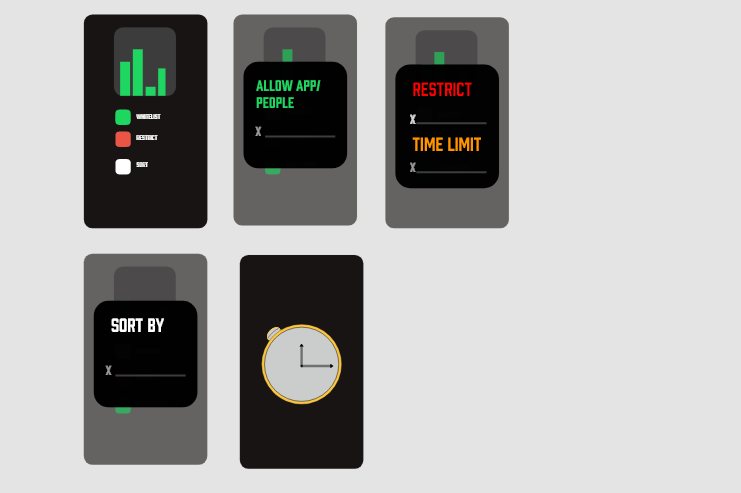 WHITELIST
RESTRICT
SORT
ALLOW APP/
PEOPLE
X
RESTRICT
X
TIME LIMIT
X
SORT BY
X